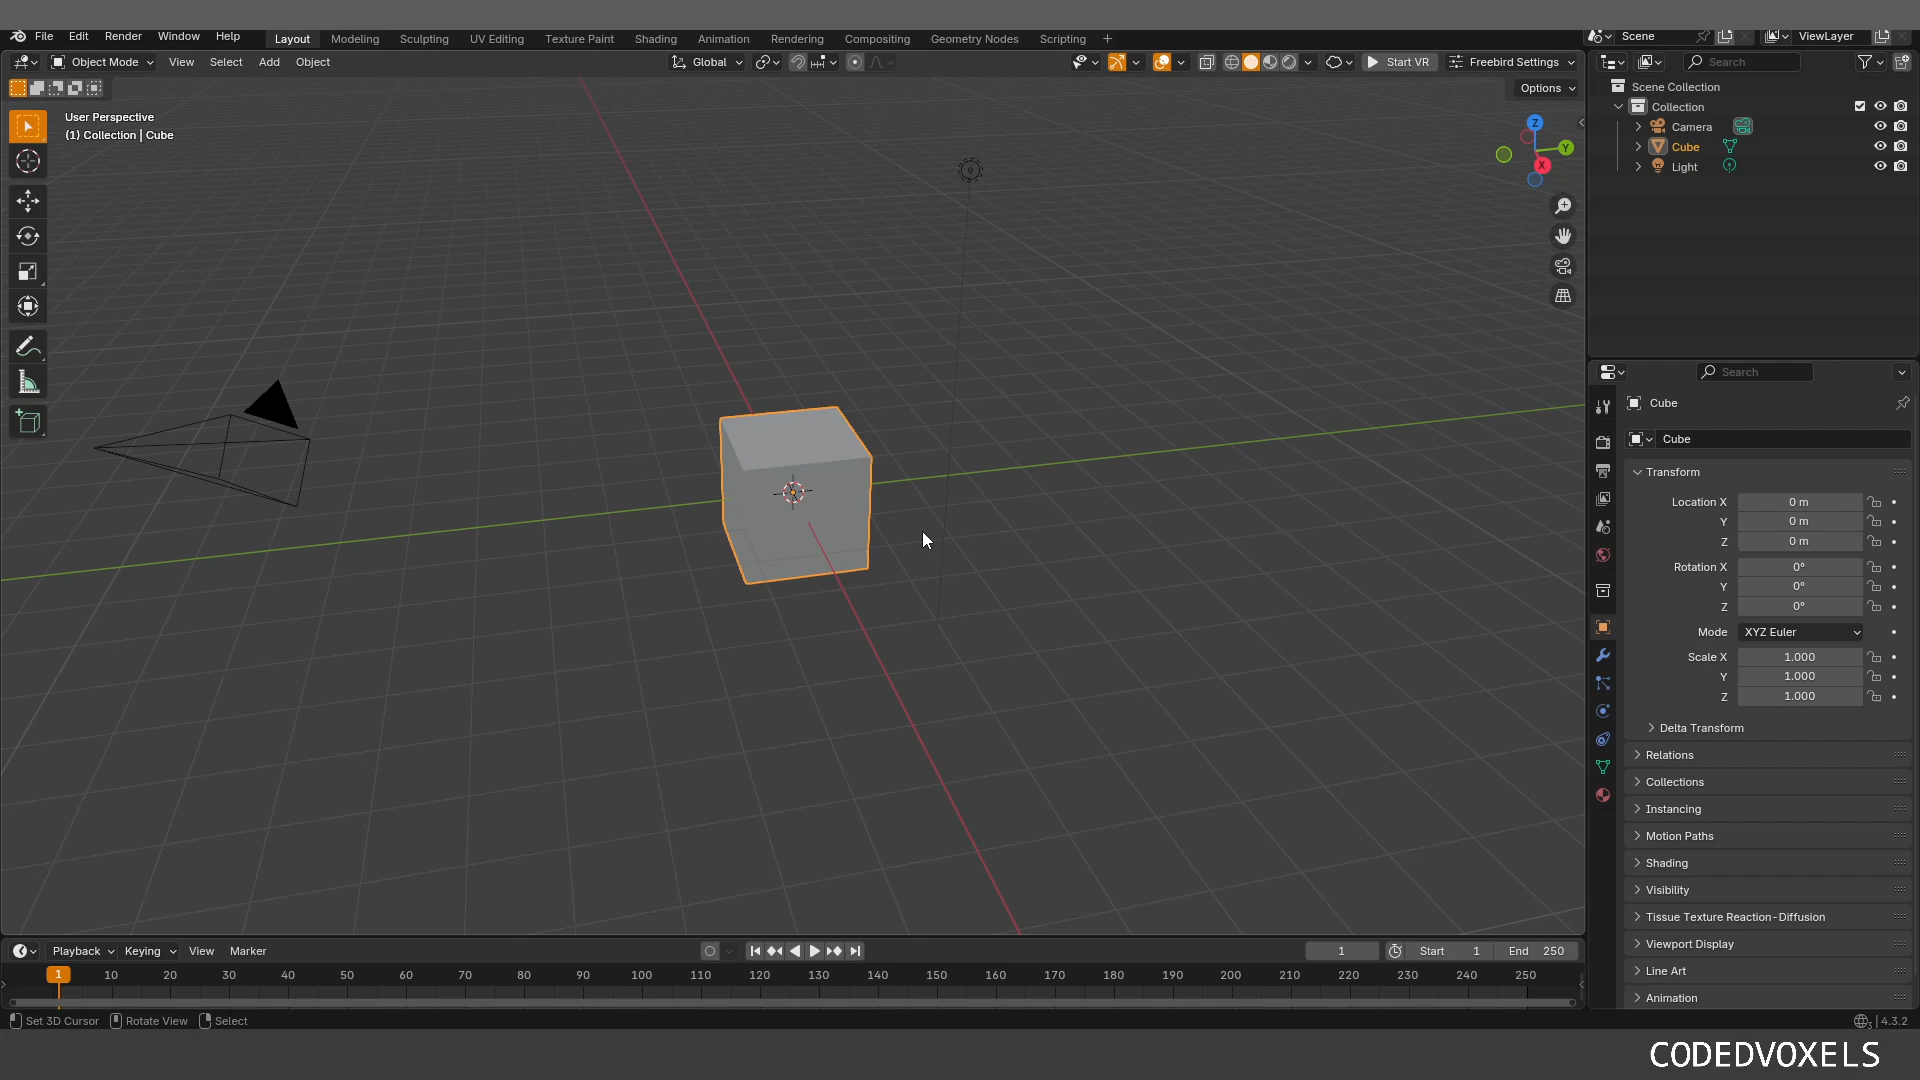 File Edit Render Window Help Layout Modeling Sculpting UV Editing Texture Paint Shading Animation Rendering Compositing Geometry Nodes Scripting + Scene ViewLayer
Object Mode View Select Add Object Global Start VR Freebird Settings Search
Options
User Perspective
(1) Collection | Cube
Z
Y
X
Scene Collection
Collection
Camera
Cube
Light
Search
Cube
Cube
Transform
Location X 0 m
Y 0 m
Z 0 m
Rotation X 0°
Y 0°
Z 0°
Mode XYZ Euler
Scale X 1.000
Y 1.000
Z 1.000
Delta Transform
Relations
Collections
Instancing
Motion Paths
Shading
Visibility
Tissue Texture Reaction-Diffusion
Viewport Display
Line Art
Animation
Playback Keying View Marker 1 Start 1 End 250
1 10 20 30 40 50 60 70 80 90 100 110 120 130 140 150 160 170 180 190 200 210 220 230 240 250
Set 3D Cursor Rotate View Select 3 | 4.3.2
CODEDVOXELS